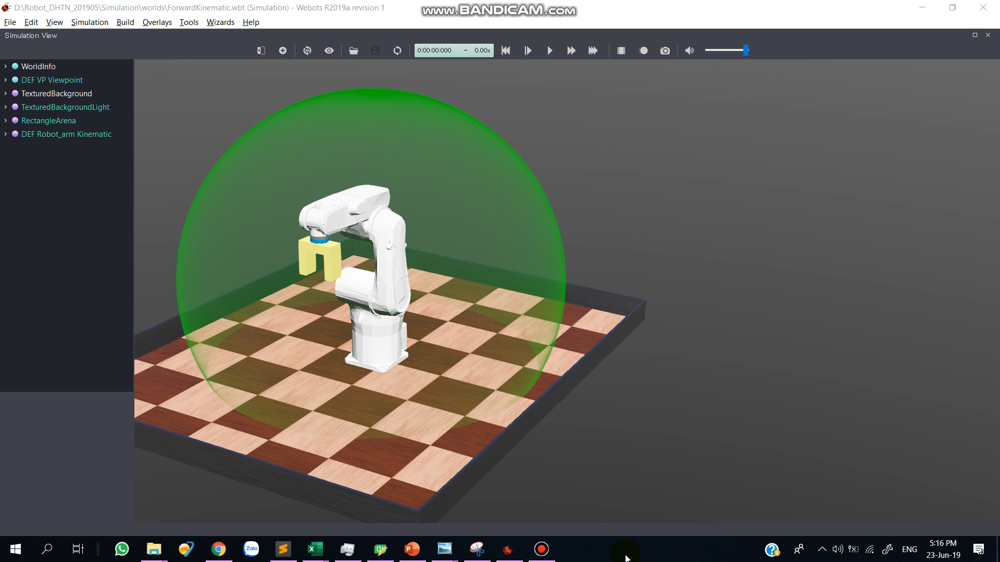 D:\Robot_DHTN_201905\Simulation\worlds\ForwardKinematic.wbt (Simulation) - Webots R2019a revision 1
www.BANDICAM.com
File Edit View Simulation Build Overlays Tools Wizards Help
Simulation View
0:00:00:000 - 0.00x
WorldInfo
DEF VP Viewpoint
TexturedBackground
TexturedBackgroundLight
RectangleArena
DEF Robot_arm Kinematic
Zalo
ENG
5:16 PM
23-Jun-19